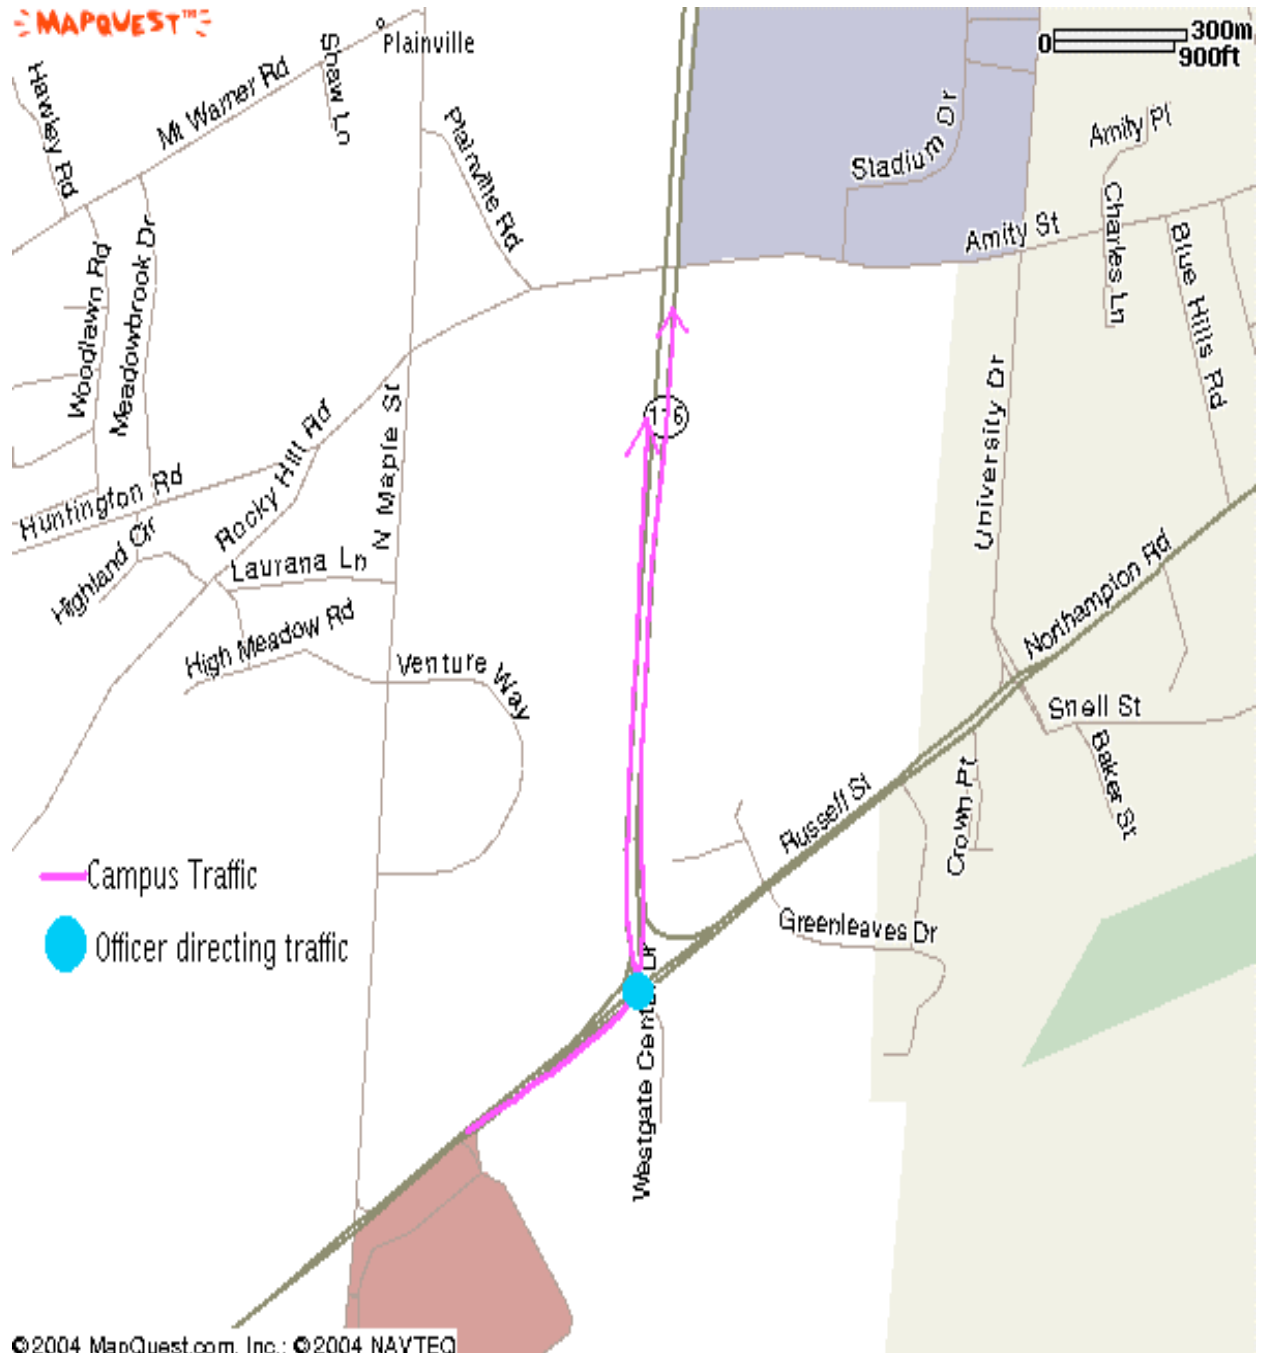 MAPQUEST™
Plainville
0
300m
900ft
Hawley Rd
Mt Warner Rd
Shaw Ln
Plainville Rd
Stadium Dr
Amity Pl
Charles Ln
Amity St
Blue Hills Rd
Woodlawn Rd
Meadowbrook Dr
N Maple St
116
University Dr
Rocky Hill Rd
Huntington Rd
Highland Cir
Laurana Ln
High Meadow Rd
Venture Way
Northampton Rd
Snell St
Baker St
Crown Pt
Russell St
Greenleaves Dr
Campus Traffic
Officer directing traffic
Westgate Center Dr
©2004 MapQuest.com, Inc.; ©2004 NAVTEQ